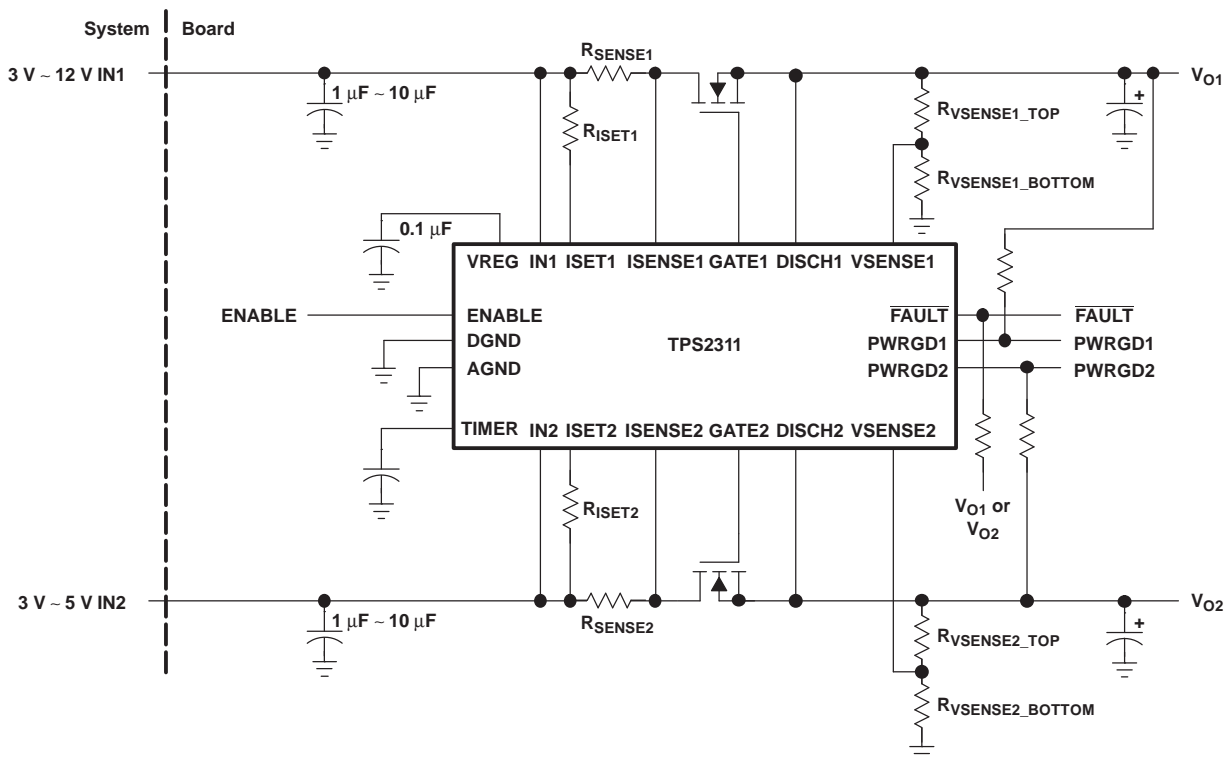 System Board
3 V ~ 12 V IN1
RSENSE1
VO1
1 μF ~ 10 μF
+
RISET1
RVSENSE1_TOP
RVSENSE1_BOTTOM
0.1 μF
VREG IN1 ISET1 ISENSE1 GATE1 DISCH1 VSENSE1
ENABLE
ENABLE
FAULT
FAULT
DGND
TPS2311
PWRGD1
PWRGD1
AGND
PWRGD2
PWRGD2
TIMER IN2 ISET2 ISENSE2 GATE2 DISCH2 VSENSE2
RISET2
VO1 or
VO2
3 V ~ 5 V IN2
VO2
1 μF ~ 10 μF
RSENSE2
+
RVSENSE2_TOP
RVSENSE2_BOTTOM